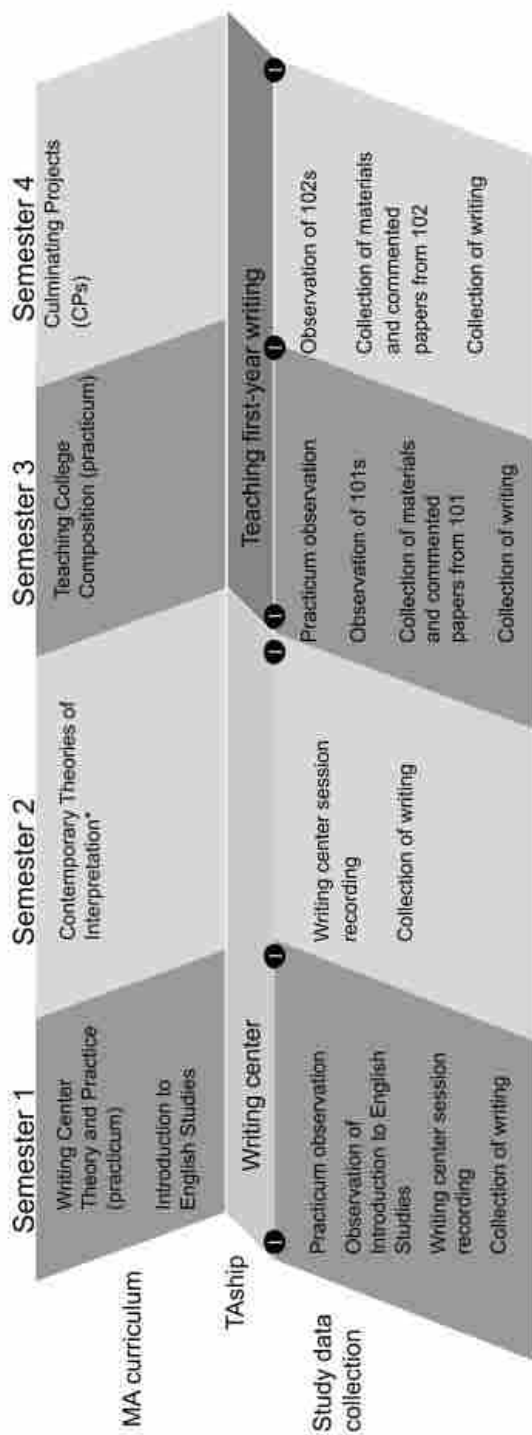 Semester 1
Semester 2
Semester 3
Semester 4
MA curriculum
Writing Center
Theory and Practice
(practicum)
Introduction to
English Studies
Contemporary Theories of
Interpretation*
Teaching College
Composition (practicum)
Culminating Projects
(CPs)
TAship
Writing center
Teaching first-year writing
I
I
I
I
I
I
Study data
collection
Practicum observation
Observation of
Introduction to English
Studies
Writing center session
recording
Collection of writing
Writing center session
recording
Collection of writing
Practicum observation
Observation of 101s
Collection of materials
and commented
papers from 101
Collection of writing
Observation of 102s
Collection of materials
and commented
papers from 102
Collection of writing